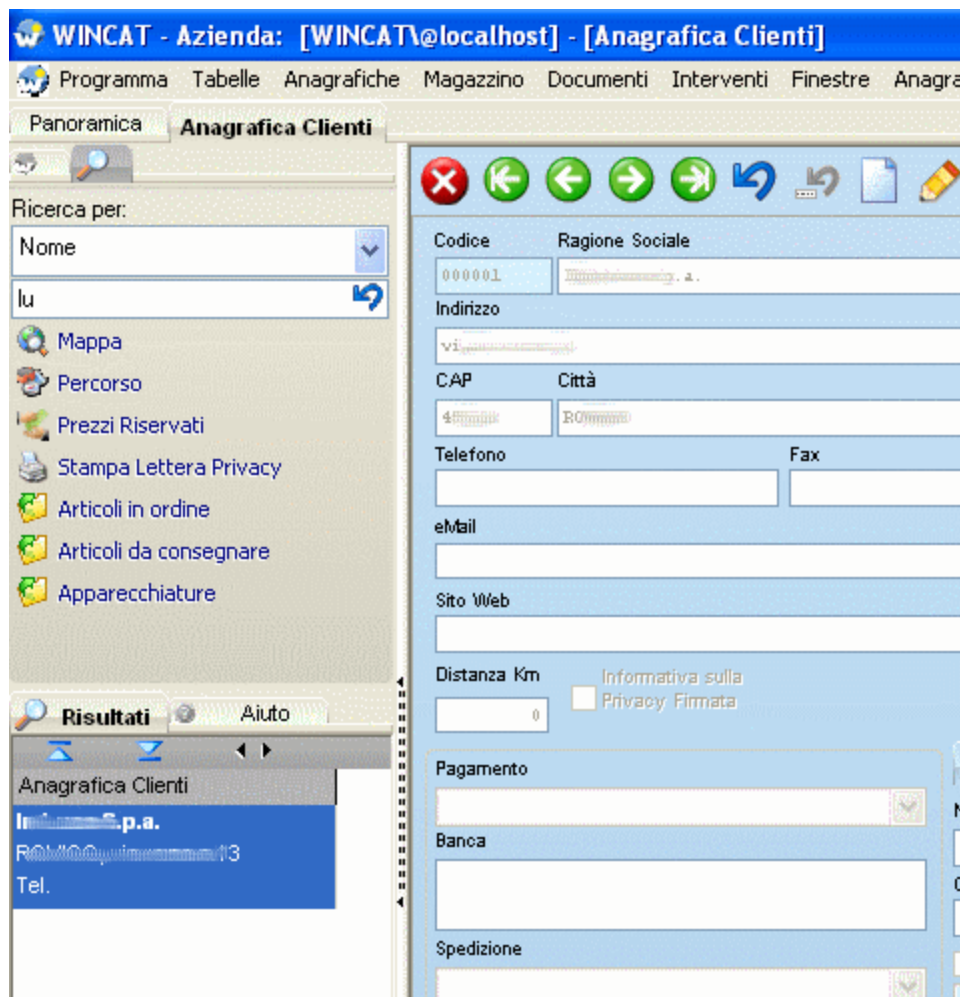 WINCAT - Azienda: [WINCAT\@localhost] - [Anagrafica Clienti]
Programma Tabelle Anagrafiche Magazzino Documenti Interventi Finestre Anagra
Panoramica Anagrafica Clienti
Ricerca per:
Nome
lu
Mappa
Percorso
Prezzi Riservati
Stampa Lettera Privacy
Articoli in ordine
Articoli da consegnare
Apparecchiature
Risultati Aiuto
Anagrafica Clienti
S.p.a.
Tel.
Codice Ragione Sociale
000001
Indirizzo
CAP Città
Telefono Fax
eMail
Sito Web
Distanza Km Informativa sulla
Privacy Firmata
0
Pagamento
Banca
Spedizione